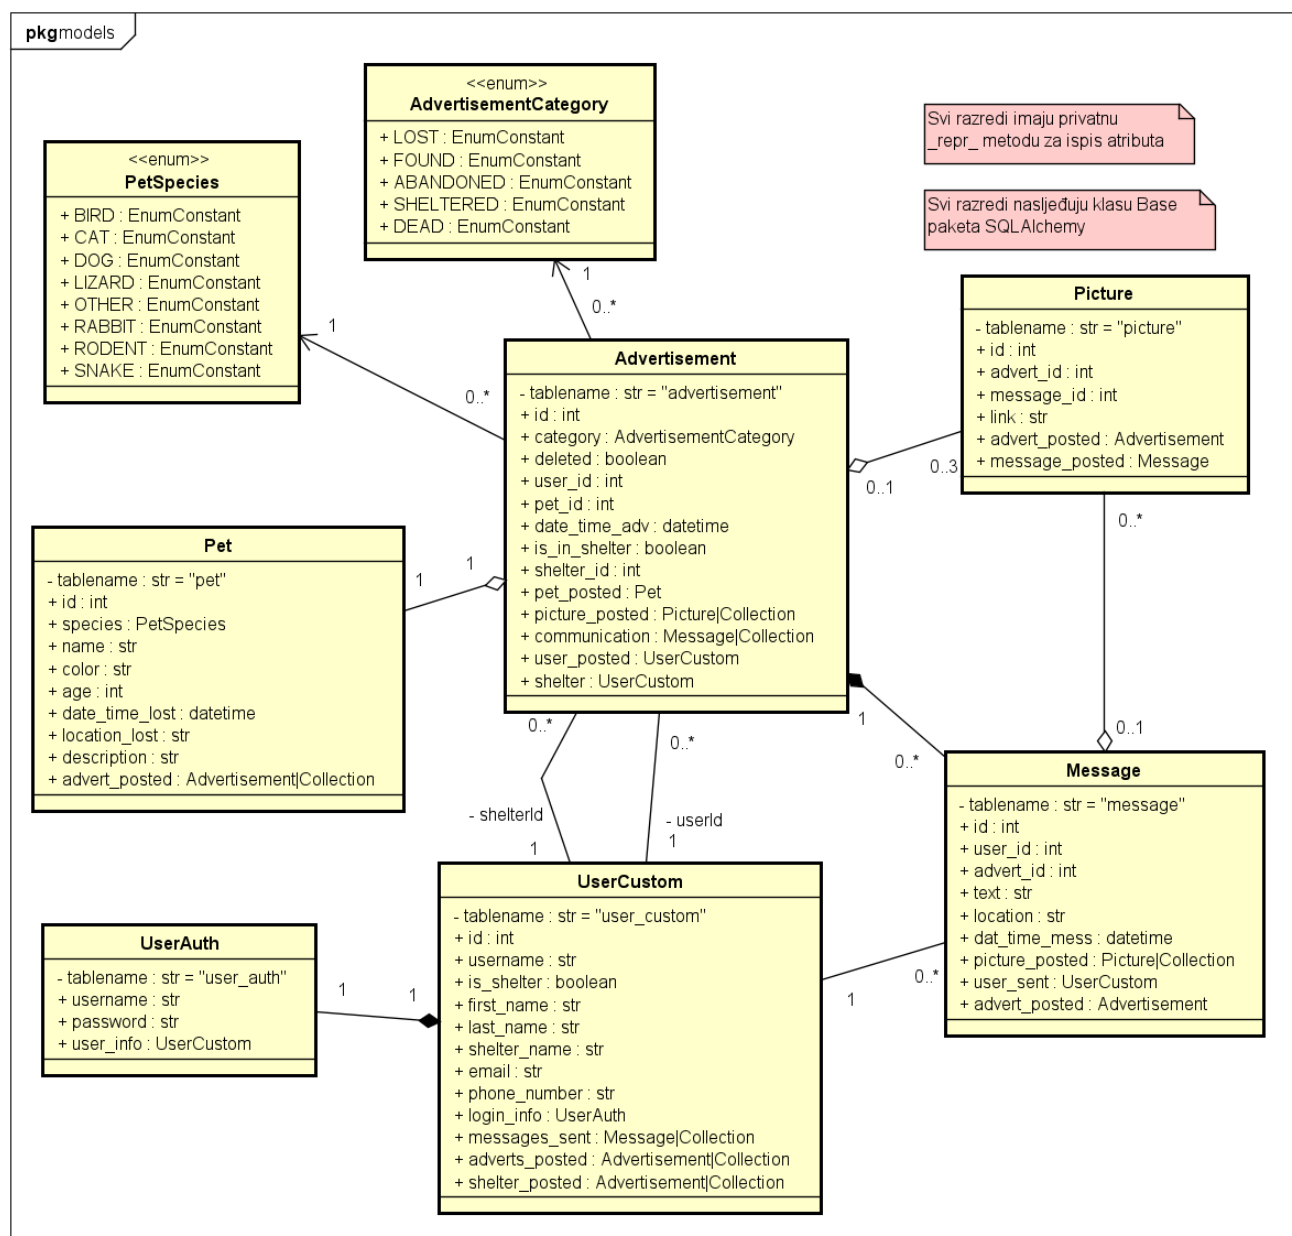 pkg models
<<enum>>
AdvertisementCategory
+ LOST : EnumConstant
+ FOUND : EnumConstant
+ ABANDONED : EnumConstant
+ SHELTERED : EnumConstant
+ DEAD : EnumConstant
Svi razredi imaju privatnu
_repr_ metodu za ispis atributa
Svi razredi nasljeđuju klasu Base
paketa SQLAlchemy
<<enum>>
PetSpecies
+ BIRD : EnumConstant
+ CAT : EnumConstant
+ DOG : EnumConstant
+ LIZARD : EnumConstant
+ OTHER : EnumConstant
+ RABBIT : EnumConstant
+ RODENT : EnumConstant
+ SNAKE : EnumConstant
1
0..*
1
0..*
Picture
- tablename : str = "picture"
+ id : int
+ advert_id : int
+ message_id : int
+ link : str
+ advert_posted : Advertisement
+ message_posted : Message
Advertisement
- tablename : str = "advertisement"
+ id : int
+ category : AdvertisementCategory
+ deleted : boolean
+ user_id : int
+ pet_id : int
+ date_time_adv : datetime
+ is_in_shelter : boolean
+ shelter_id : int
+ pet_posted : Pet
+ picture_posted : Picture|Collection
+ communication : Message|Collection
+ user_posted : UserCustom
+ shelter : UserCustom
0..1
0..3
0..*
0..1
Pet
- tablename : str = "pet"
+ id : int
+ species : PetSpecies
+ name : str
+ color : str
+ age : int
+ date_time_lost : datetime
+ location_lost : str
+ description : str
+ advert_posted : Advertisement|Collection
1
1
0..*
0..*
1
0..*
- shelterId
1
- userId
1
Message
- tablename : str = "message"
+ id : int
+ user_id : int
+ advert_id : int
+ text : str
+ location : str
+ dat_time_mess : datetime
+ picture_posted : Picture|Collection
+ user_sent : UserCustom
+ advert_posted : Advertisement
UserCustom
- tablename : str = "user_custom"
+ id : int
+ username : str
+ is_shelter : boolean
+ first_name : str
+ last_name : str
+ shelter_name : str
+ email : str
+ phone_number : str
+ login_info : UserAuth
+ messages_sent : Message|Collection
+ adverts_posted : Advertisement|Collection
+ shelter_posted : Advertisement|Collection
1
0..*
UserAuth
- tablename : str = "user_auth"
+ username : str
+ password : str
+ user_info : UserCustom
1
1